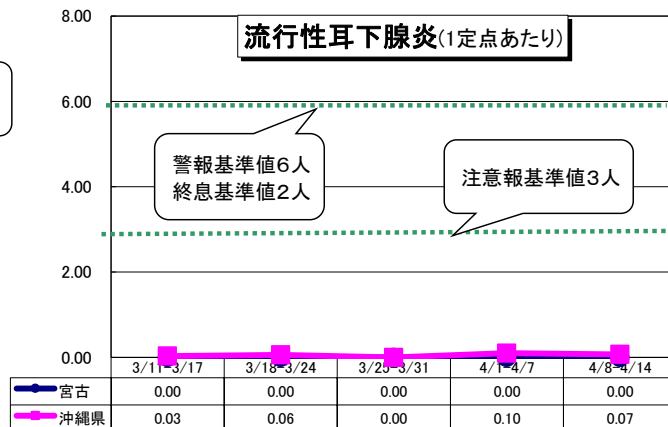 流行性耳下腺炎(1定点あたり)
8.00
6.00
4.00
2.00
0.00
警報基準値6人
終息基準値2人
注意報基準値3人
3/11-3/17 3/18-3/24 3/25-3/31 4/1-4/7 4/8-4/14
宮古 0.00 0.00 0.00 0.00 0.00
沖縄県 0.03 0.06 0.00 0.10 0.07